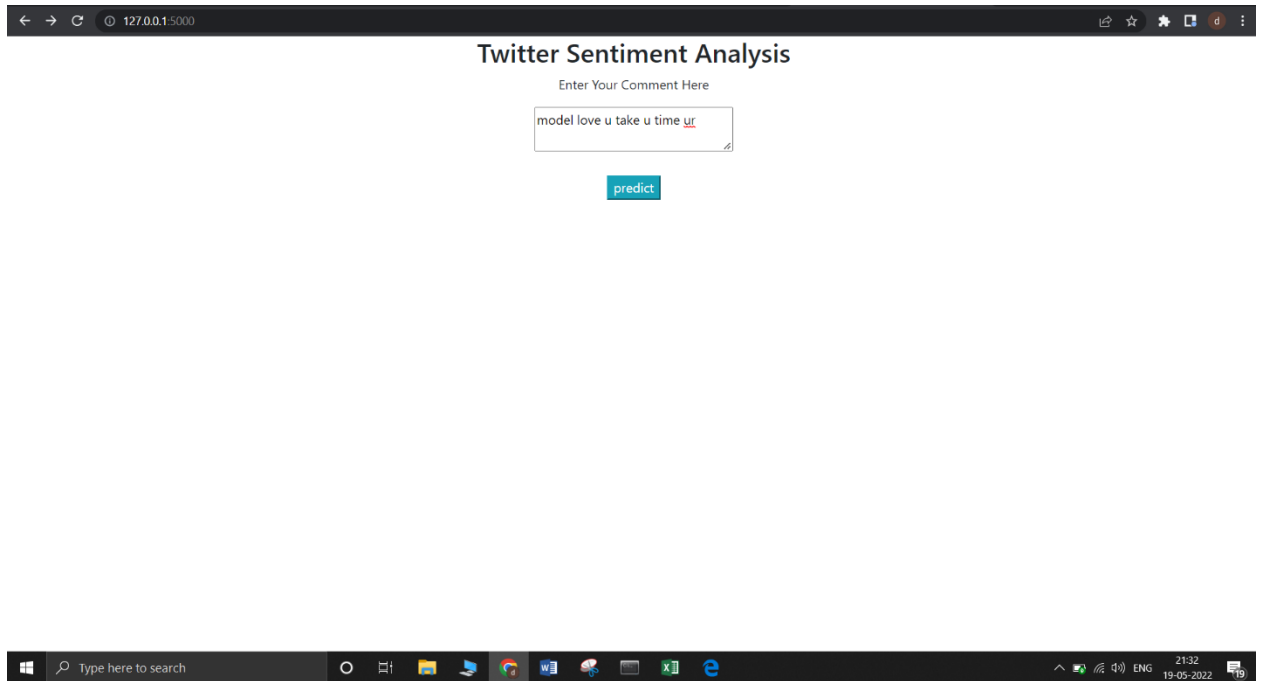 127.0.0.1:5000
d
Twitter Sentiment Analysis
Enter Your Comment Here
model love u take u time ur
predict
Type here to search
ENG
21:32
19-05-2022
19